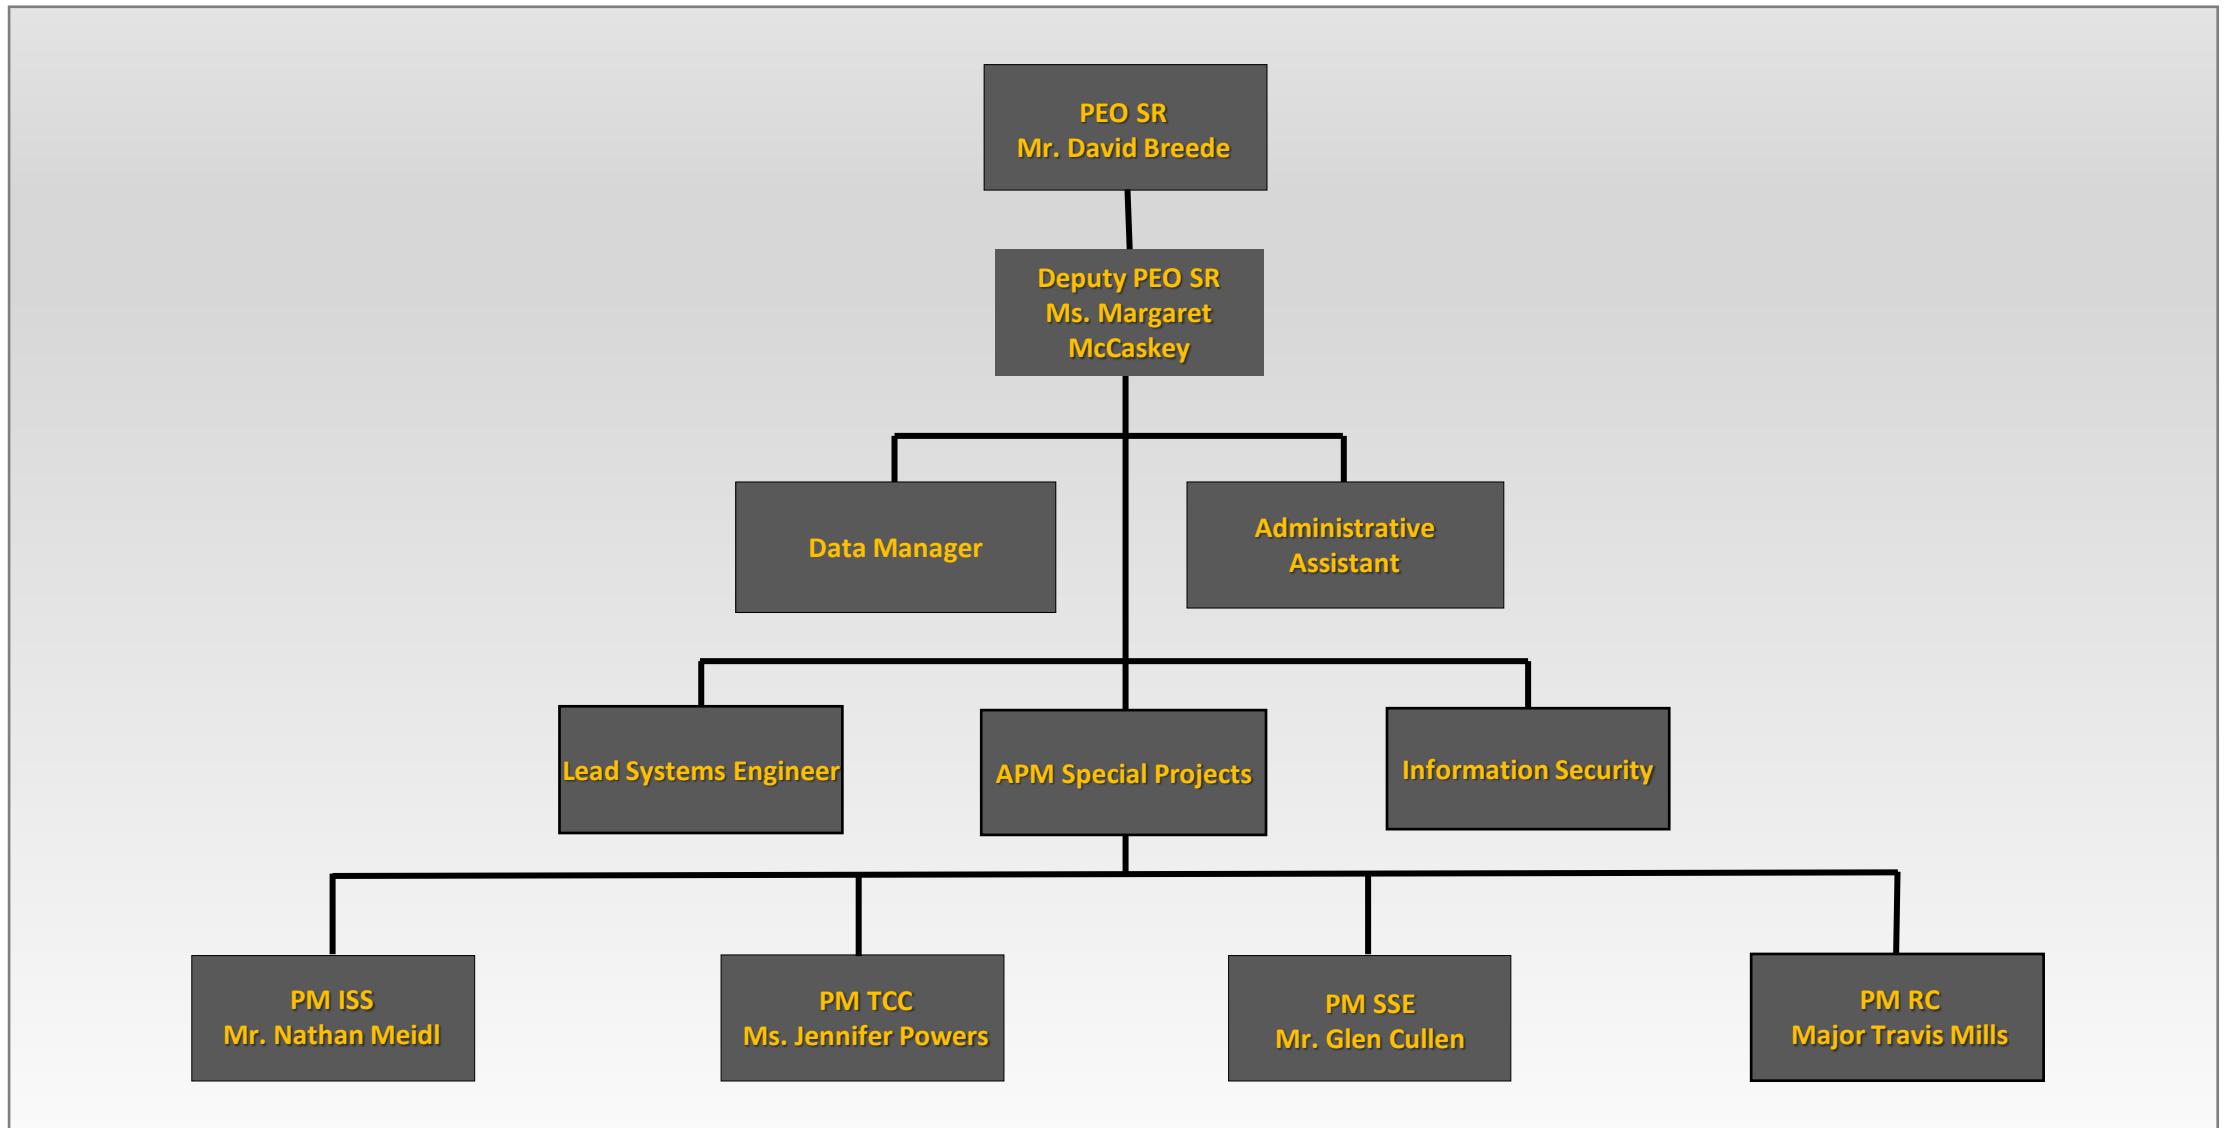 PEO SR
Mr. David Breede
Deputy PEO SR
Ms. Margaret
McCaskey
Data Manager
Administrative
Assistant
Lead Systems Engineer
APM Special Projects
Information Security
PM ISS
Mr. Nathan Meidl
PM TCC
Ms. Jennifer Powers
PM SSE
Mr. Glen Cullen
PM RC
Major Travis Mills